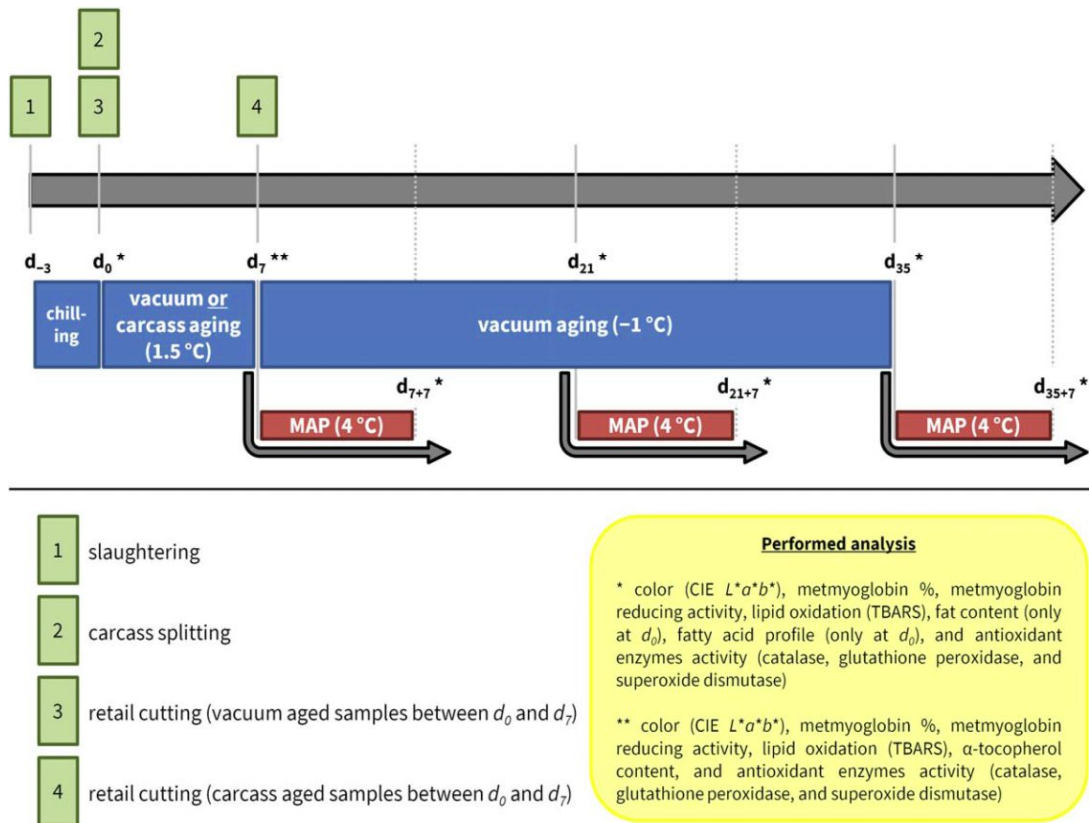 2
1
3
4
d₋₃
d₀ *
d₇ **
d₂₁ *
d₃₅ *
chill-
ing
vacuum or
carcass aging
(1.5 °C)
vacuum aging (−1 °C)
d₇₊₇ *
d₂₁₊₇ *
d₃₅₊₇ *
MAP (4 °C)
MAP (4 °C)
MAP (4 °C)
1
slaughtering
2
carcass splitting
3
retail cutting (vacuum aged samples between d₀ and d₇)
4
retail cutting (carcass aged samples between d₀ and d₇)
Performed analysis
* color (CIE L*a*b*), metmyoglobin %, metmyoglobin
reducing activity, lipid oxidation (TBARS), fat content (only
at d₀), fatty acid profile (only at d₀), and antioxidant
enzymes activity (catalase, glutathione peroxidase, and
superoxide dismutase)
** color (CIE L*a*b*), metmyoglobin %, metmyoglobin
reducing activity, lipid oxidation (TBARS), α-tocopherol
content, and antioxidant enzymes activity (catalase,
glutathione peroxidase, and superoxide dismutase)